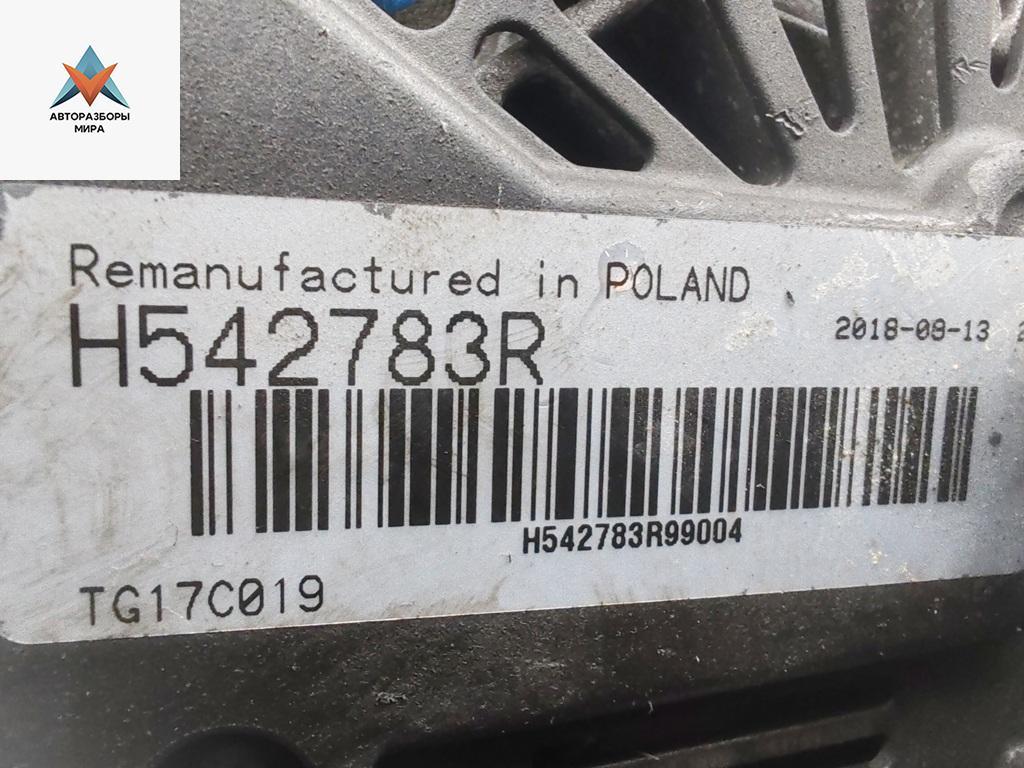 АВТОРАЗБОРЫ
МИРА
Remanufactured in POLAND
H542783R
2018-08-13
H542783R99004
TG17C019